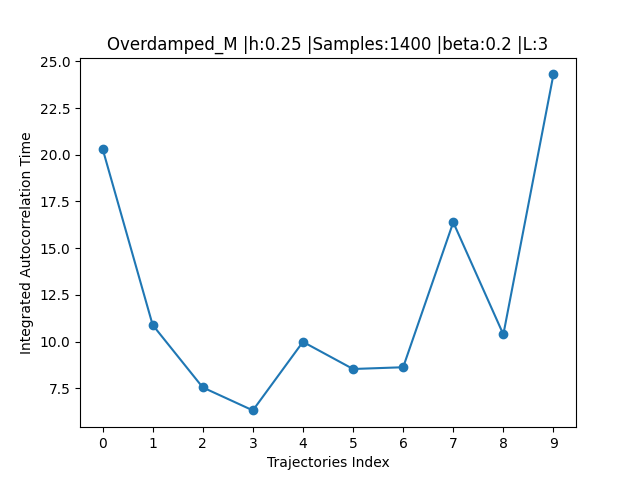 Overdamped_M |h:0.25 |Samples:1400 |beta:0.2 |L:3
25.0
22.5
20.0
17.5
15.0
12.5
10.0
7.5
Integrated Autocorrelation Time
0 1 2 3 4 5 6 7 8 9
Trajectories Index